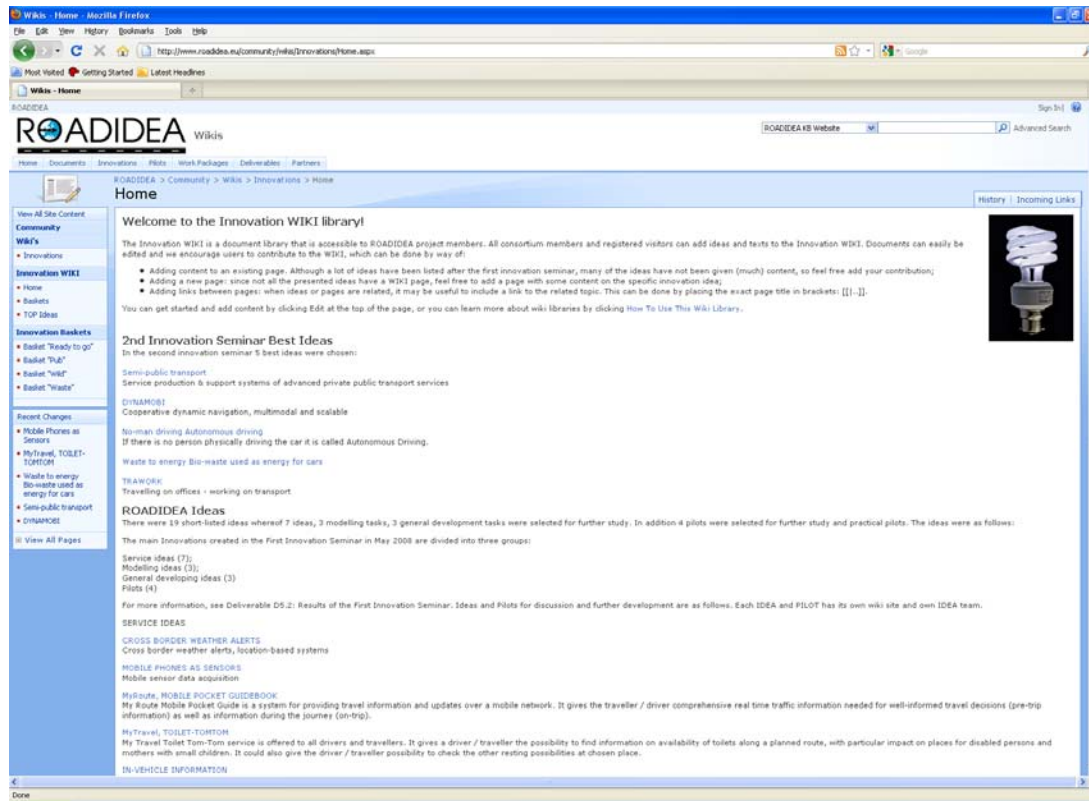 Wikis - Home - Mozilla Firefox
File Edit View History Bookmarks Tools Help
http://www.roadidea.eu/community/wikis/Innovations/Home.aspx
Google
Most Visited Getting Started Latest Headlines
Wikis - Home
ROADIDEA
Sign In
ROADIDEA Wikis
ROADIDEA KB Website
Advanced Search
Home Documents Innovations Pilots Work Packages Deliverables Partners
ROADIDEA > Community > Wikis > Innovations > Home
Home
History | Incoming Links
View All Site Content
Community
Wiki's
Innovations
Innovation WIKI
Home
Baskets
TOP Ideas
Innovation Baskets
Basket "Ready to go"
Basket "Pub"
Basket "Wild"
Basket "Waste"
Recent Changes
Mobile Phones as
Sensors
MyTravel, TOILET-
TOMTOM
Waste to energy
Bio-waste used as
energy for cars
Semi-public transport
DYNAMOBI
View All Pages
Welcome to the Innovation WIKI library!
The Innovation WIKI is a document library that is accessible to ROADIDEA project members. All consortium members and registered visitors can add ideas and texts to the Innovation WIKI. Documents can easily be
edited and we encourage users to contribute to the WIKI, which can be done by way of:
Adding content to an existing page. Although a lot of ideas have been listed after the first innovation seminar, many of the ideas have not been given (much) content, so feel free add your contribution;
Adding a new page: since not all the presented ideas have a WIKI page, feel free to add a page with some content on the specific innovation idea;
Adding links between pages: when ideas or pages are related, it may be useful to include a link to the related topic. This can be done by placing the exact page title in brackets: [[|..]].
You can get started and add content by clicking Edit at the top of the page, or you can learn more about wiki libraries by clicking How To Use This Wiki Library.
2nd Innovation Seminar Best Ideas
In the second innovation seminar 5 best ideas were chosen:
Semi-public transport
Service production & support systems of advanced private public transport services
DYNAMOBI
Cooperative dynamic navigation, multimodal and scalable
No-man driving Autonomous driving
If there is no person physically driving the car it is called Autonomous Driving.
Waste to energy Bio-waste used as energy for cars
TRAWORK
Travelling on offices - working on transport
ROADIDEA Ideas
There were 19 short-listed ideas whereof 7 ideas, 3 modelling tasks, 3 general development tasks were selected for further study. In addition 4 pilots were selected for further study and practical pilots. The ideas were as follows:
The main Innovations created in the First Innovation Seminar in May 2008 are divided into three groups:
Service ideas (7);
Modelling ideas (3);
General developing ideas (3)
Pilots (4)
For more information, see Deliverable D5.2: Results of the First Innovation Seminar. Ideas and Pilots for discussion and further development are as follows. Each IDEA and PILOT has its own wiki site and own IDEA team.
SERVICE IDEAS
CROSS BORDER WEATHER ALERTS
Cross border weather alerts, location-based systems
MOBILE PHONES AS SENSORS
Mobile sensor data acquisition
MyRoute, MOBILE POCKET GUIDEBOOK
My Route Mobile Pocket Guide is a system for providing travel information and updates over a mobile network. It gives the traveller / driver comprehensive real time traffic information needed for well-informed travel decisions (pre-trip
information) as well as information during the journey (on-trip).
MyTravel, TOILET-TOMTOM
My Travel Toilet Tom-Tom service is offered to all drivers and travellers. It gives a driver / traveller the possibility to find information on availability of toilets along a planned route, with particular impact on places for disabled persons and
mothers with small children. It could also give the driver / traveller possibility to check the other resting possibilities at chosen place.
IN-VEHICLE INFORMATION
Done